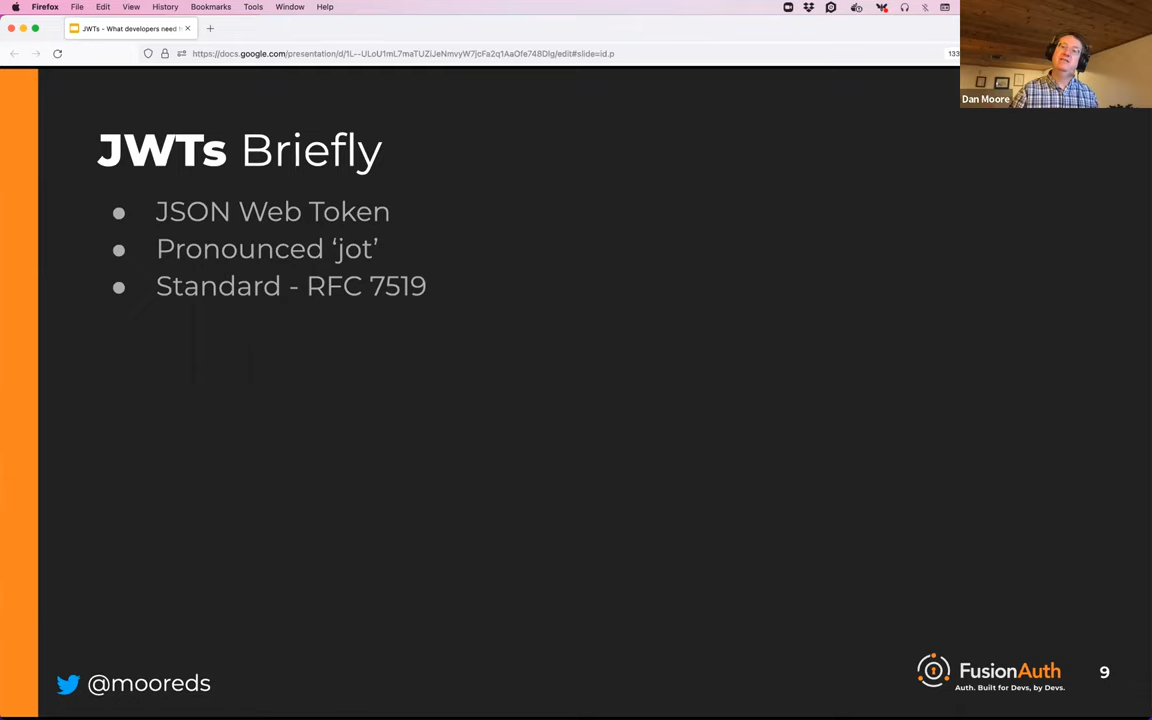 Firefox File Edit View History Bookmarks Tools Window Help
JWTs - What developers need
https://docs.google.com/presentation/d/1L--ULoU1mL7maTUZiJeNmvyW7jcFa2q1AaOfe748DIg/edit#slide=id.p
133
Dan Moore
JWTs Briefly
● JSON Web Token
● Pronounced ‘jot’
● Standard - RFC 7519
@mooreds
FusionAuth
Auth. Built for Devs, by Devs.
9